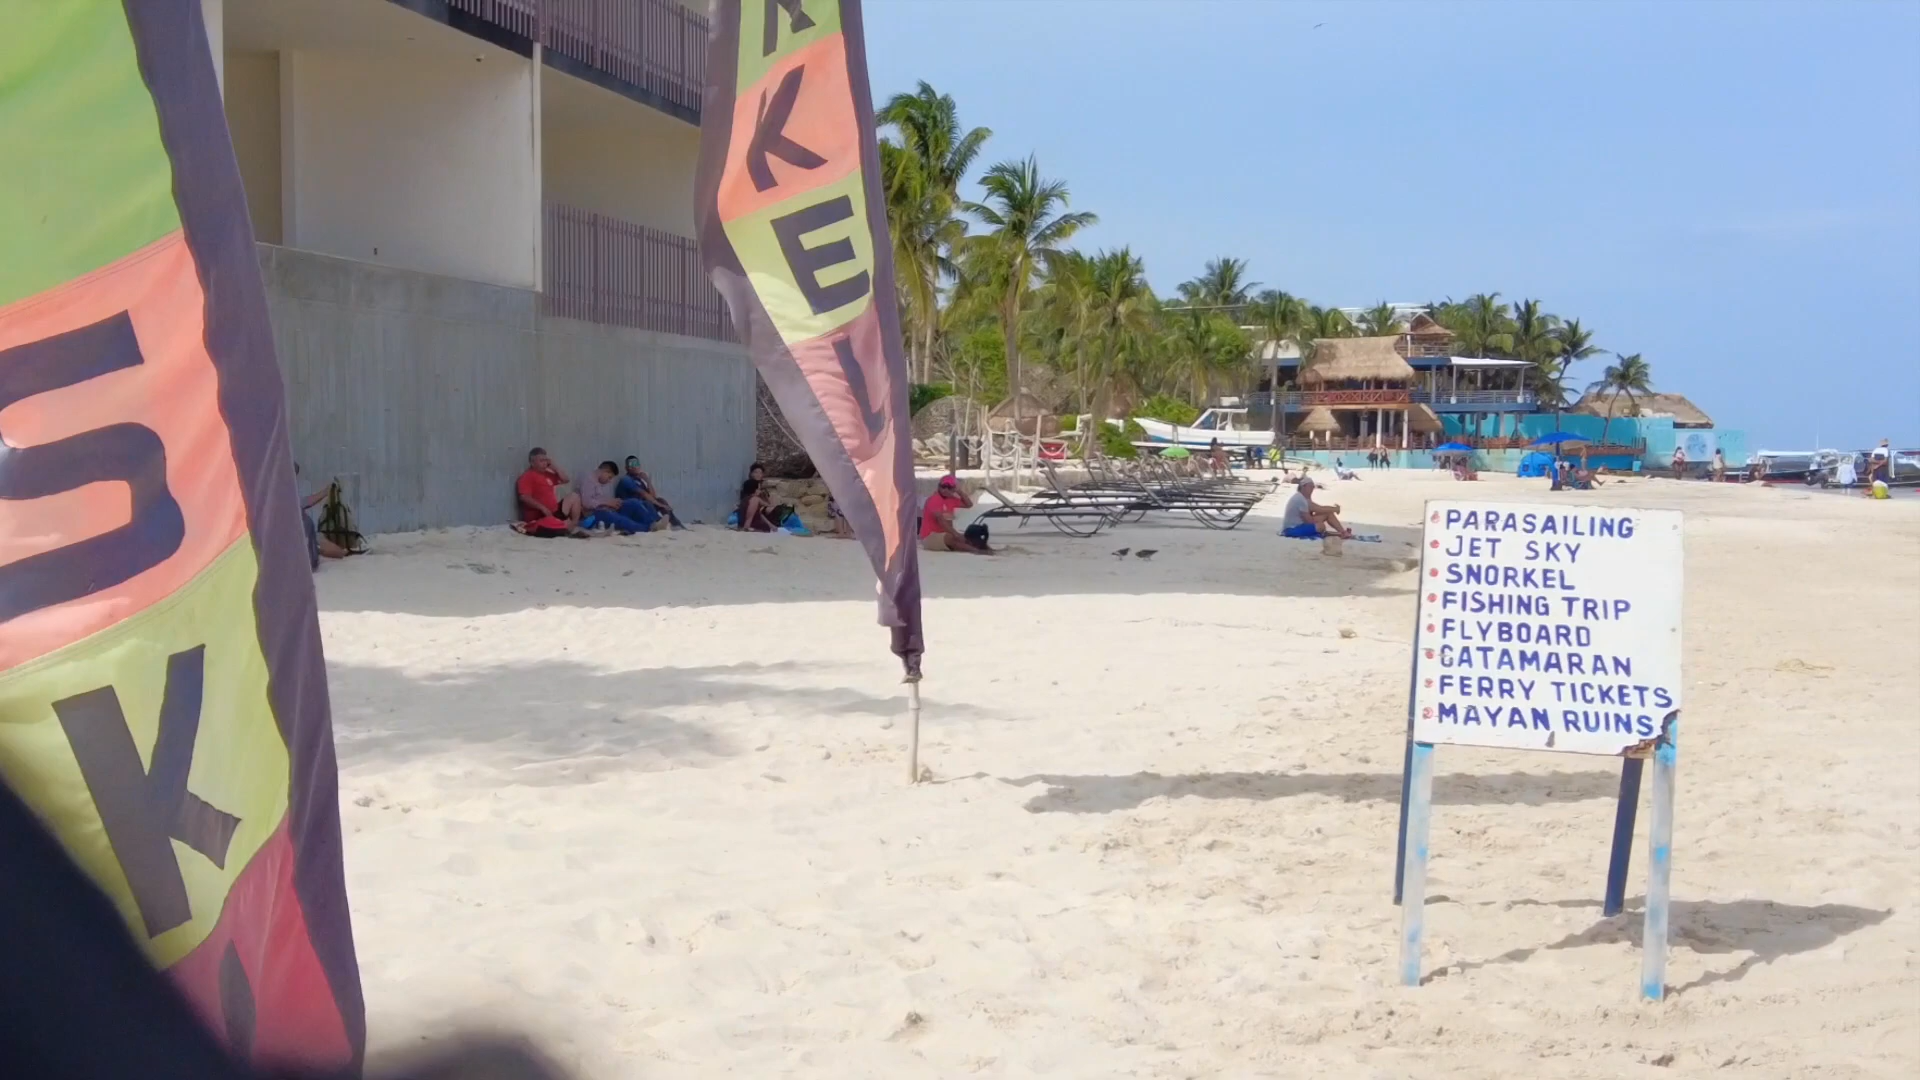 S
K
K
E
L
PARASAILING
JET SKY
SNORKEL
FISHING TRIP
FLYBOARD
CATAMARAN
FERRY TICKETS
MAYAN RUINS